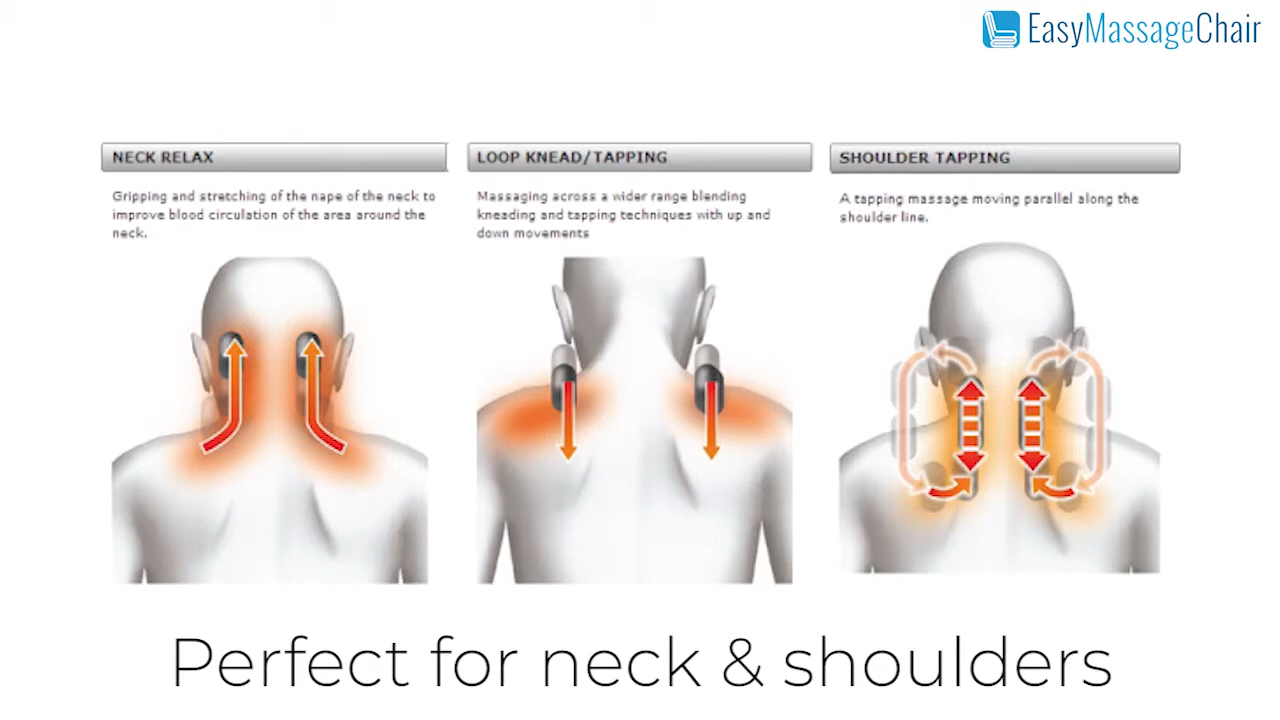 EasyMassageChair
NECK RELAX
Gripping and stretching of the nape of the neck to
improve blood circulation of the area around the
neck.
LOOP KNEAD/TAPPING
Massaging across a wider range blending
kneading and tapping techniques with up and
down movements
SHOULDER TAPPING
A tapping massage moving parallel along the
shoulder line.
Perfect for neck & shoulders